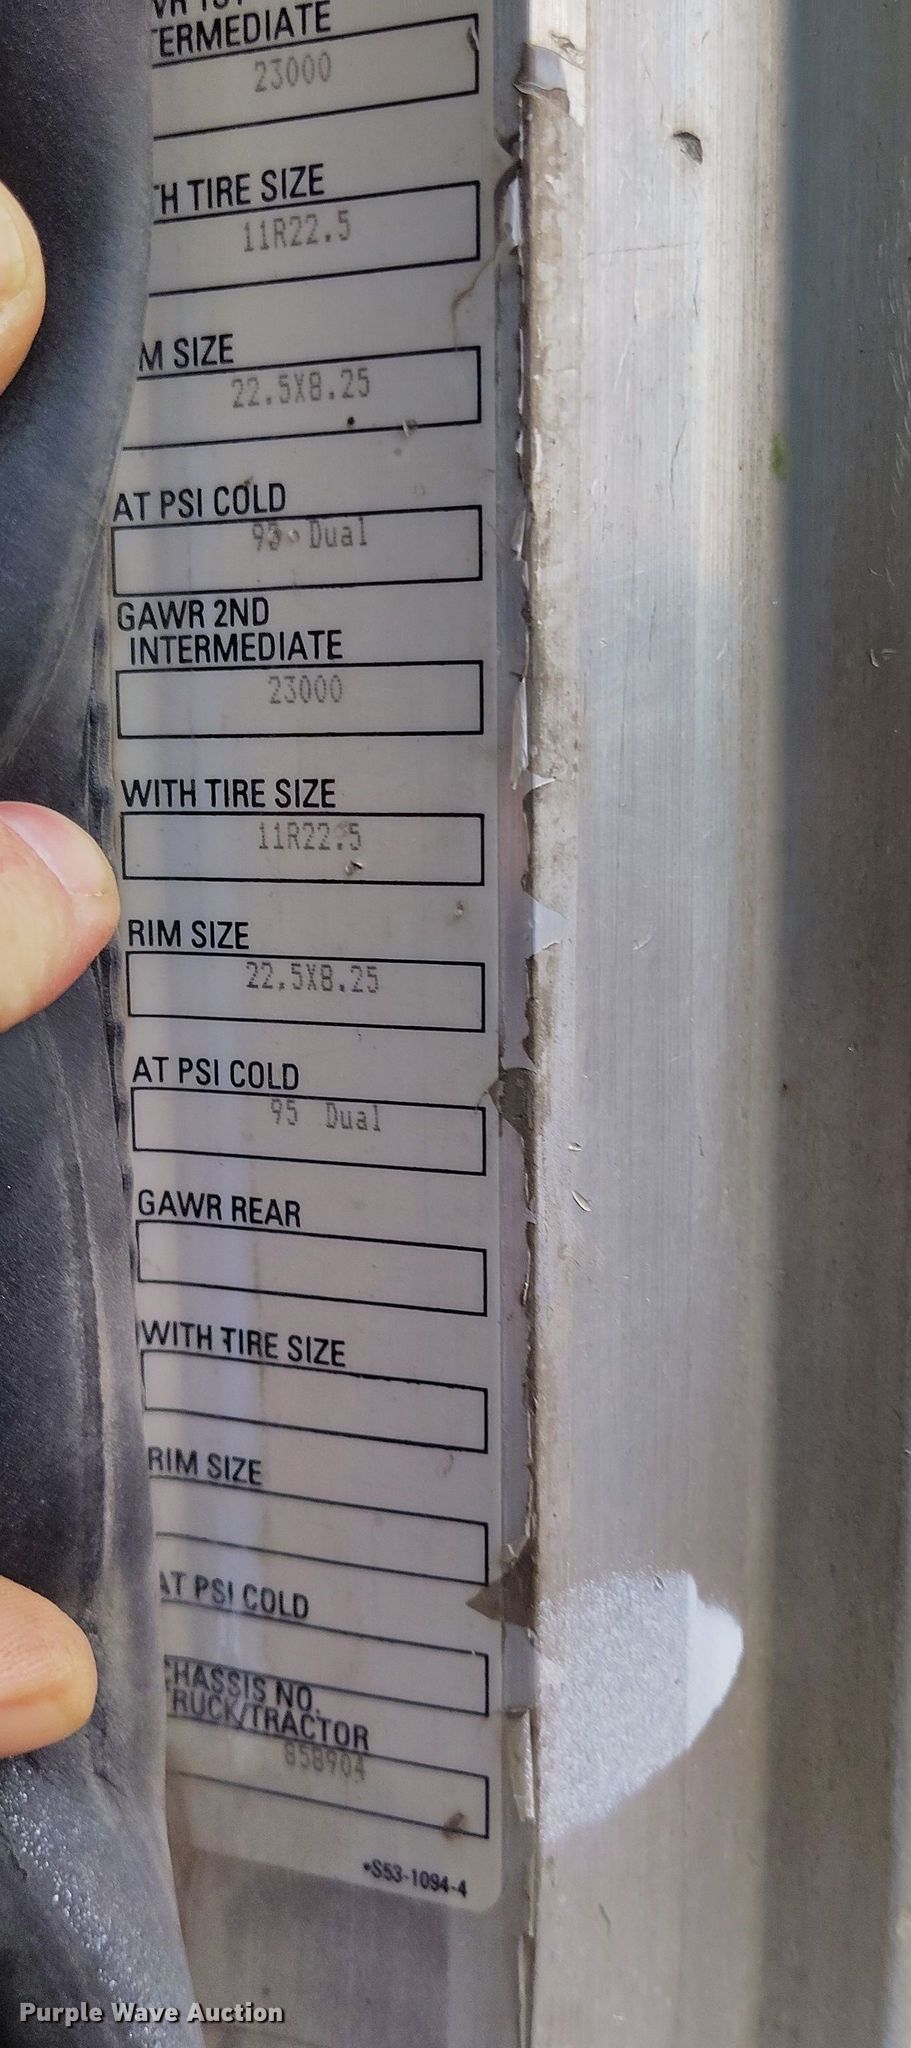 ERMEDIATE
23000
TH TIRE SIZE
11R22.5
M SIZE
22.5X8.25
AT PSI COLD
Dual
GAWR 2ND
INTERMEDIATE
23000
WITH TIRE SIZE
11R22.5
RIM SIZE
22.5X8.25
AT PSI COLD
95 Dual
GAWR REAR
WITH TIRE SIZE
RIM SIZE
AT PSI COLD
CHASSIS NO.
TRUCK/TRACTOR
858904
•S53-1094-4
Purple Wave Auction